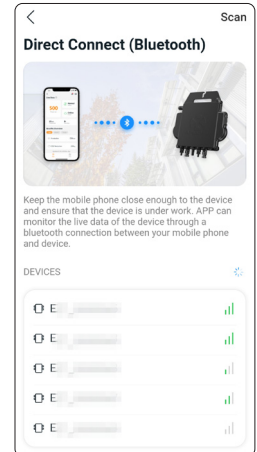 Scan
Direct Connect (Bluetooth)
Keep the mobile phone close enough to the device
and ensure that the device is under work. APP can
monitor the live data of the device through a
bluetooth connection between your mobile phone
and device.
DEVICES
E
E
E
E
E